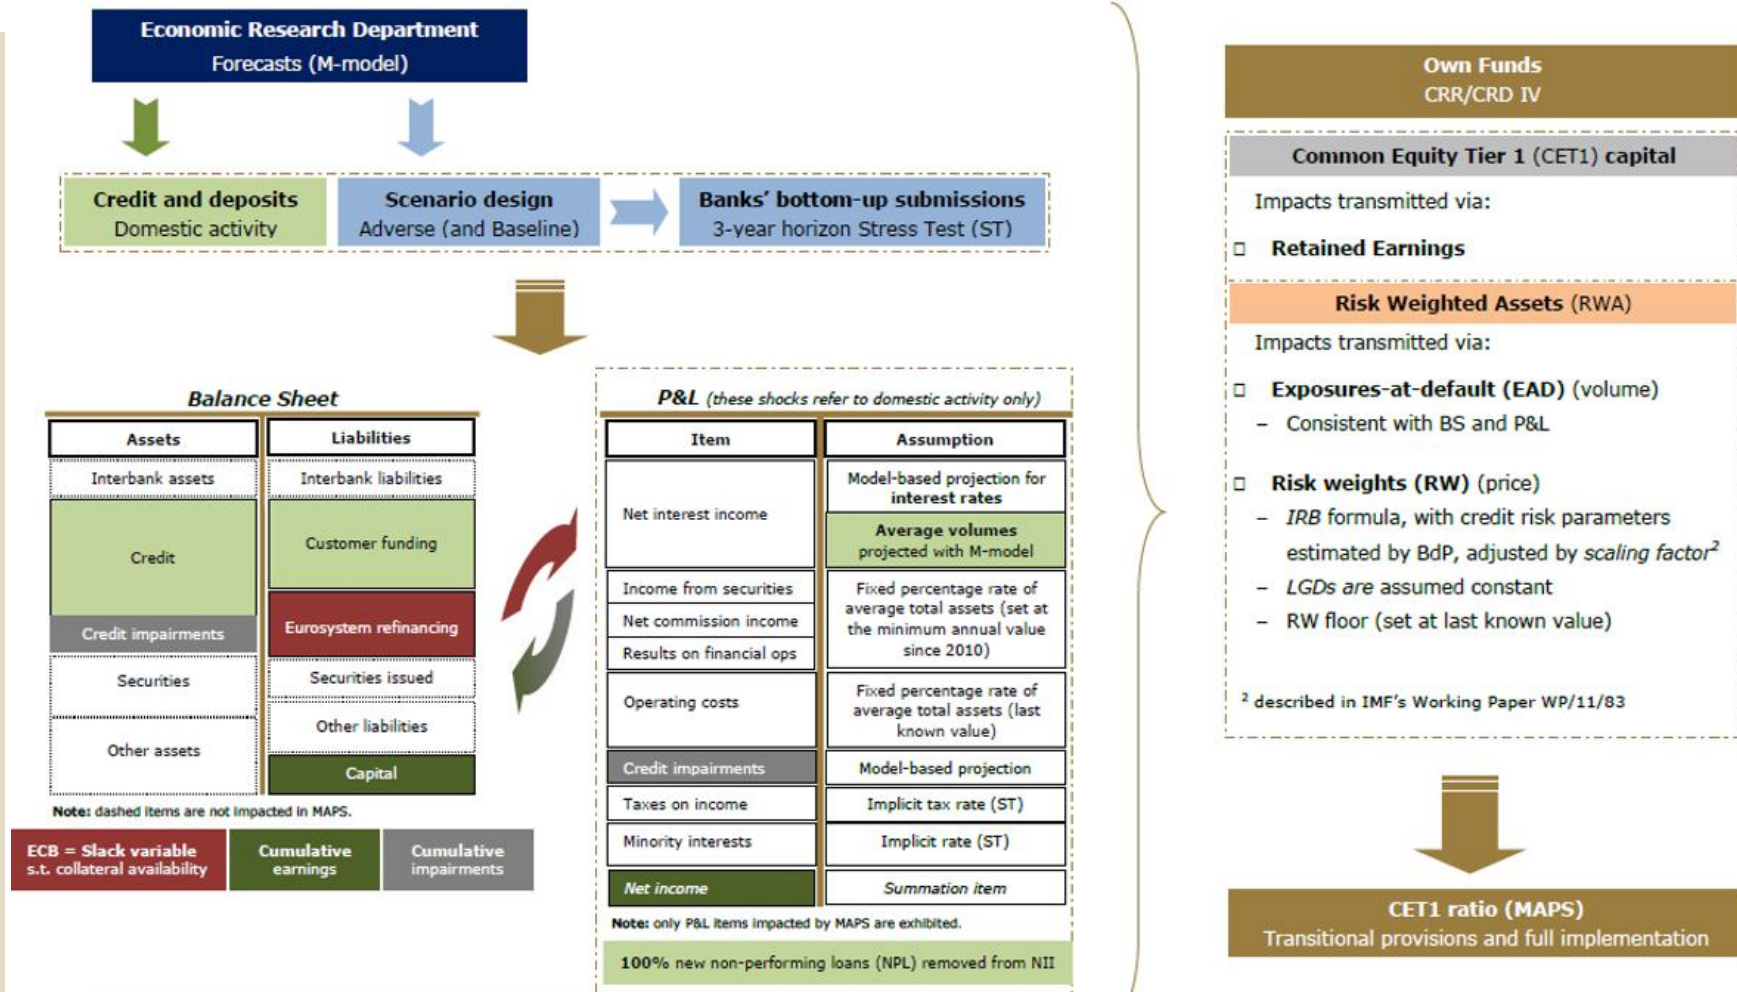 Economic Research Department
Forecasts (M-model)
Credit and deposits
Domestic activity
Scenario design
Adverse (and Baseline)
Banks' bottom-up submissions
3-year horizon Stress Test (ST)
Balance Sheet
Assets
Liabilities
Interbank assets
Interbank liabilities
Credit
Customer funding
Credit impairments
Eurosystem refinancing
Securities
Securities issued
Other liabilities
Other assets
Capital
Note: dashed items are not impacted in MAPS.
ECB = Slack variable
s.t. collateral availability
Cumulative
earnings
Cumulative
impairments
P&L (these shocks refer to domestic activity only)
Item
Assumption
Net interest income
Model-based projection for
interest rates
Average volumes
projected with M-model
Income from securities
Net commission income
Results on financial ops
Fixed percentage rate of
average total assets (set at
the minimum annual value
since 2010)
Operating costs
Fixed percentage rate of
average total assets (last
known value)
Credit impairments
Model-based projection
Taxes on income
Implicit tax rate (ST)
Minority interests
Implicit rate (ST)
Net income
Summation item
Note: only P&L items impacted by MAPS are exhibited.
100% new non-performing loans (NPL) removed from NII
Own Funds
CRR/CRD IV
Common Equity Tier 1 (CET1) capital
Impacts transmitted via:
□ Retained Earnings
Risk Weighted Assets (RWA)
Impacts transmitted via:
□ Exposures-at-default (EAD) (volume)
– Consistent with BS and P&L
□ Risk weights (RW) (price)
– IRB formula, with credit risk parameters
estimated by BdP, adjusted by scaling factor²
– LGDs are assumed constant
– RW floor (set at last known value)
² described in IMF's Working Paper WP/11/83
CET1 ratio (MAPS)
Transitional provisions and full implementation